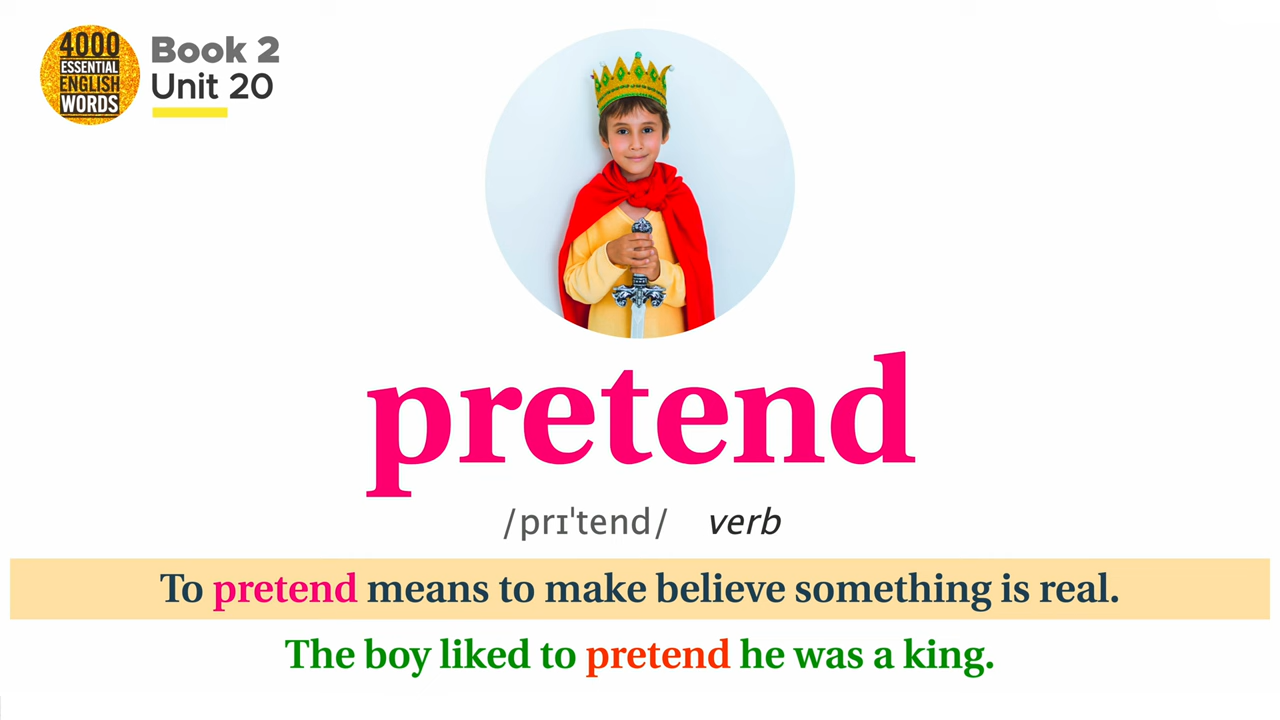 4000
ESSENTIAL
ENGLISH
WORDS
Book 2
Unit 20
pretend
/prɪˈtend/ verb
To pretend means to make believe something is real.
The boy liked to pretend he was a king.